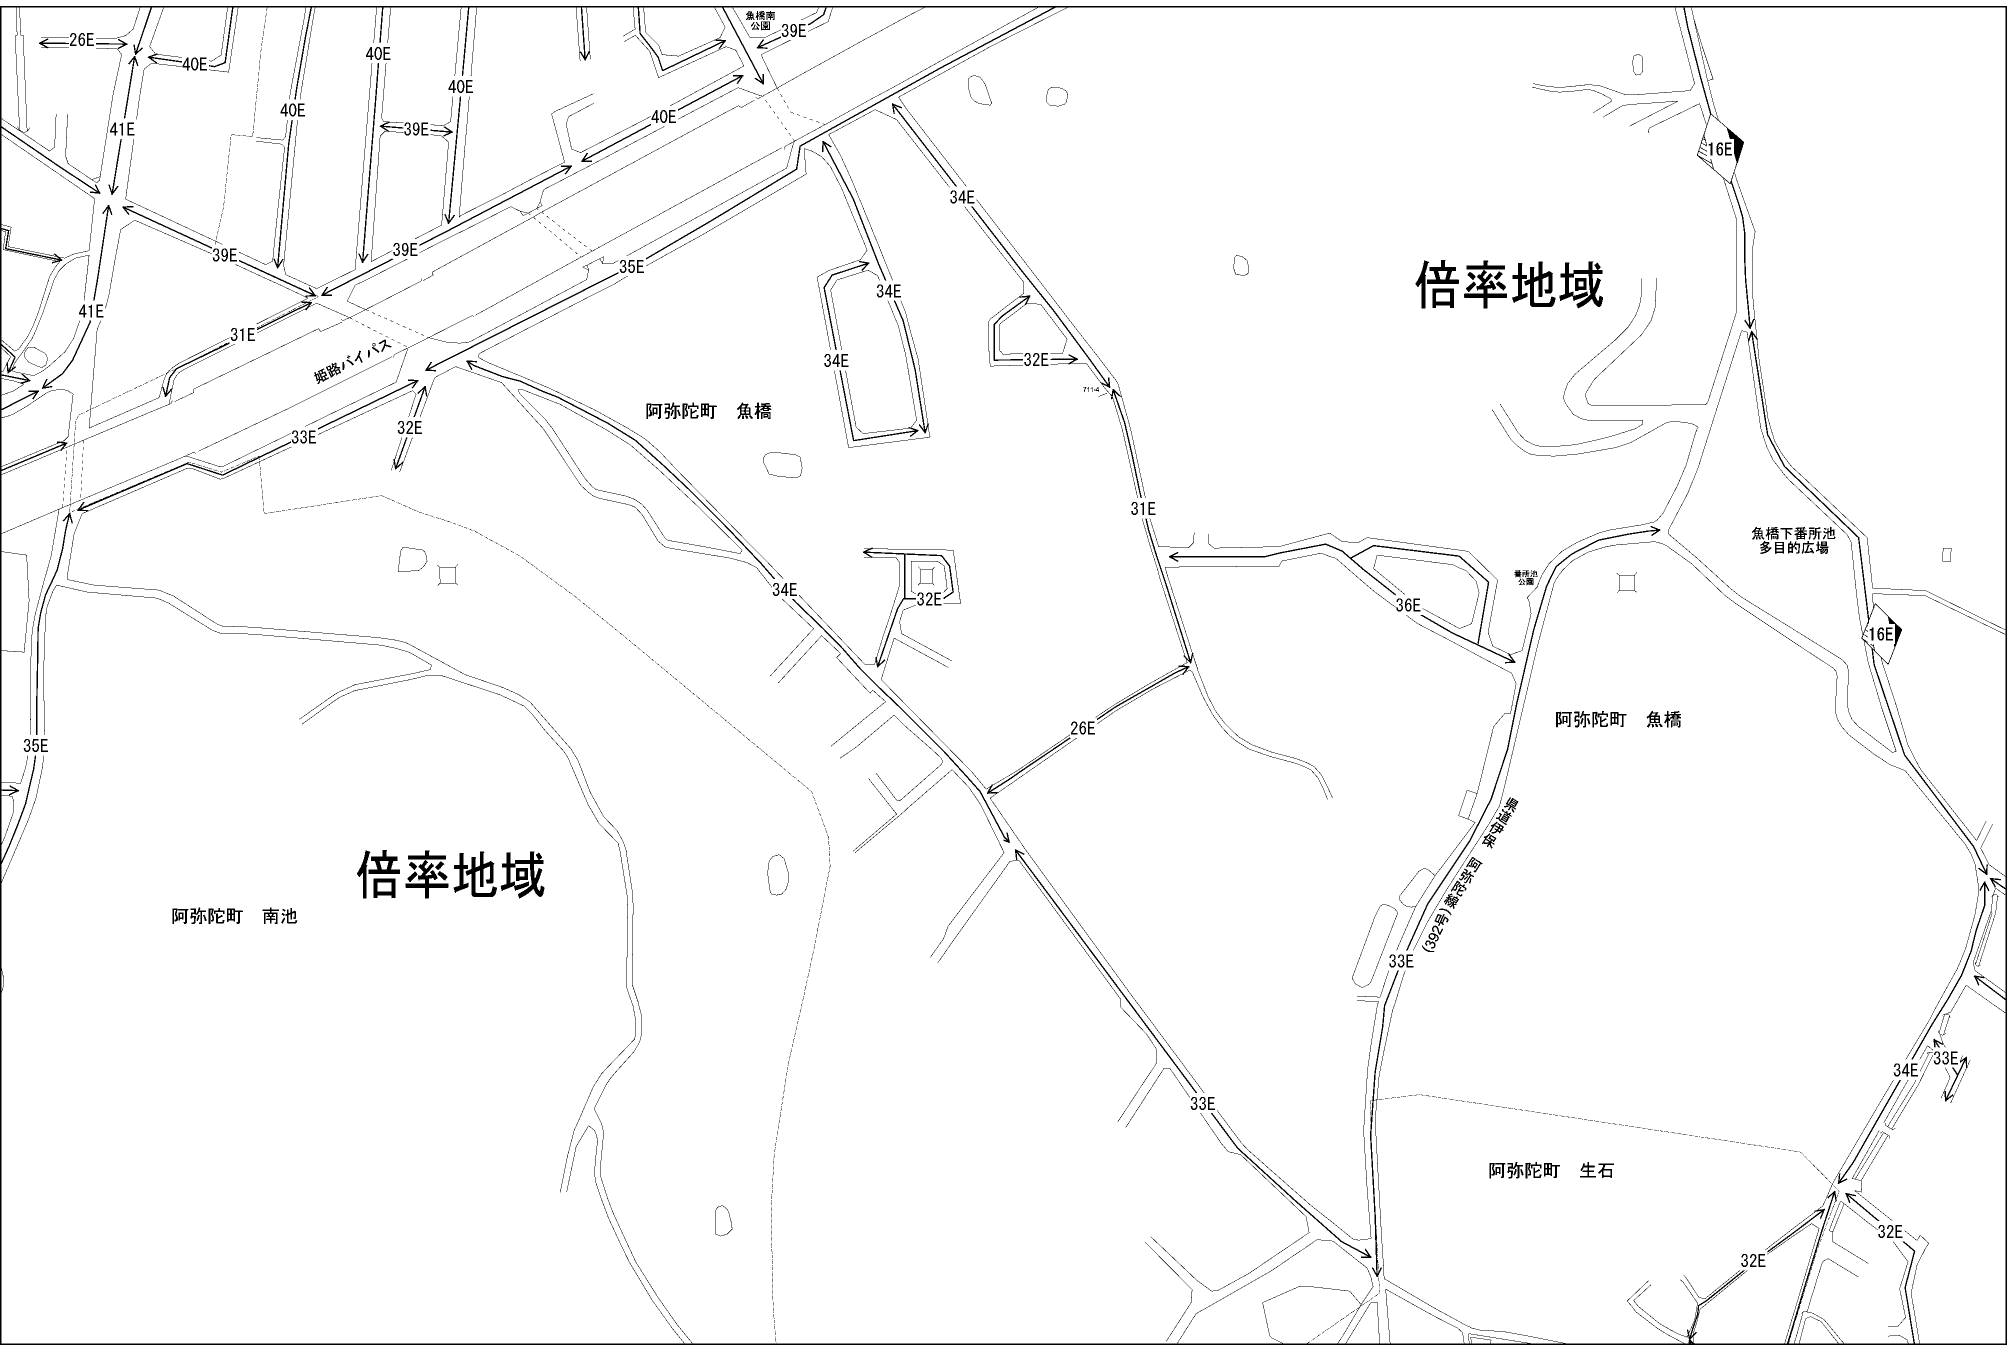 魚橋南
公園
39E
26E
40E
40E
40E
40E
40E
41E
39E
16E
34E
39E
39E
35E
倍率地域
34E
41E
31E
姫路バイパス
34E
32E
711-4
阿弥陀町 魚橋
32E
33E
31E
魚橋下番所池
多目的広場
番所池
公園
34E
32E
36E
16E
阿弥陀町 魚橋
26E
35E
県道伊保 阿弥陀線(392号)
倍率地域
阿弥陀町 南池
33E
33E
34E
33E
阿弥陀町 生石
32E
32E